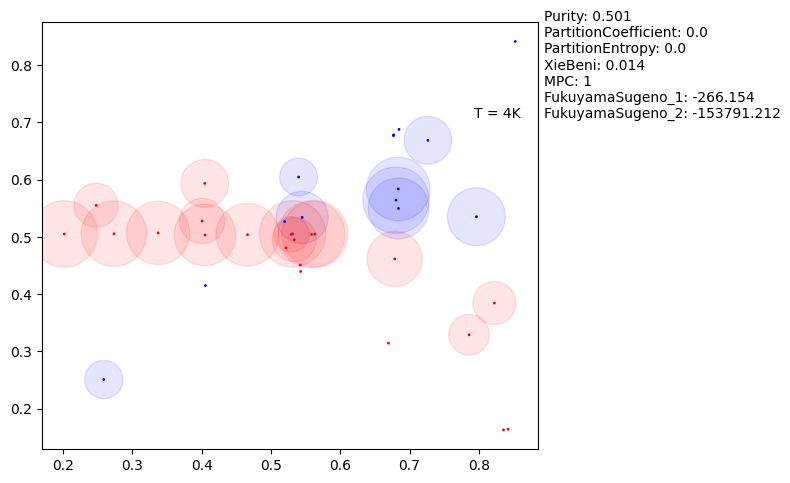 Purity: 0.501
PartitionCoefficient: 0.0
PartitionEntropy: 0.0
XieBeni: 0.014
MPC: 1
FukuyamaSugeno_1: -266.154
FukuyamaSugeno_2: -153791.212
T = 4K
0.8
0.7
0.6
0.5
0.4
0.3
0.2
0.2 0.3 0.4 0.5 0.6 0.7 0.8